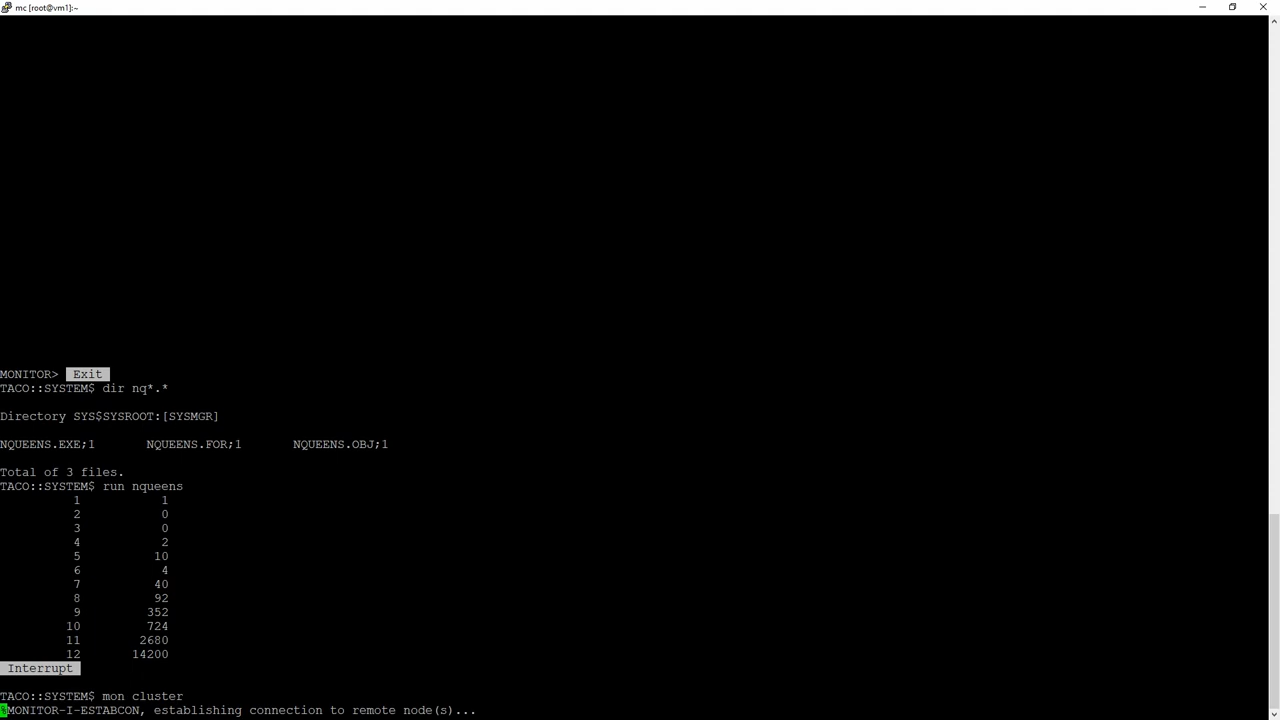 mc [root@vm1]:~
MONITOR> Exit
TACO::SYSTEM$ dir nq*.*
Directory SYS$SYSROOT:[SYSMGR]
NQUEENS.EXE;1 NQUEENS.FOR;1 NQUEENS.OBJ;1
Total of 3 files.
TACO::SYSTEM$ run nqueens
1 1
2 0
3 0
4 2
5 10
6 4
7 40
8 92
9 352
10 724
11 2680
12 14200
Interrupt
TACO::SYSTEM$ mon cluster
%MONITOR-I-ESTABCON, establishing connection to remote node(s)...